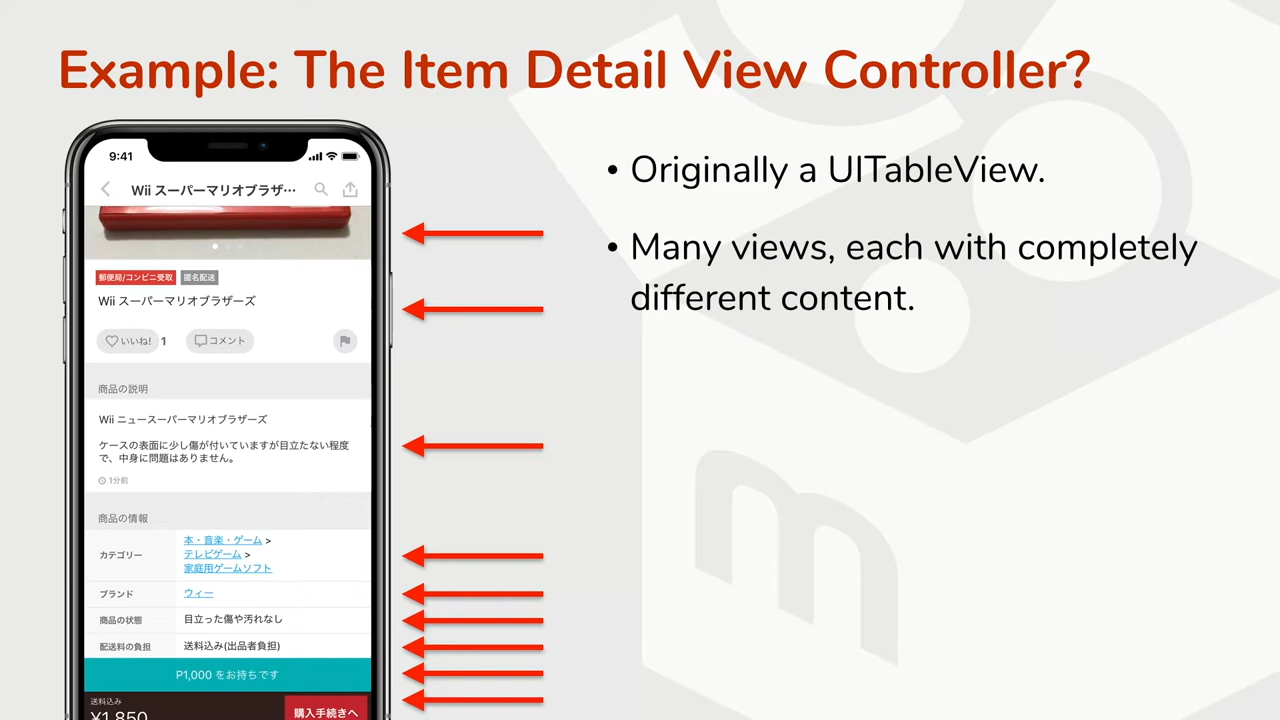 Example: The Item Detail View Controller?
9:41
Wii スーパーマリオブラザ…
郵便局/コンビニ受取 匿名配送
Wii スーパーマリオブラザーズ
いいね! 1 コメント
商品の説明
Wii ニュースーパーマリオブラザーズ
ケースの表面に少し傷が付いていますが目立たない程度
で、中身に問題はありません。
1分前
商品の情報
カテゴリー
本・音楽・ゲーム >
テレビゲーム >
家庭用ゲームソフト
ブランド ウィー
商品の状態 目立った傷や汚れなし
配送料の負担 送料込み(出品者負担)
P1,000 をお持ちです
送料込み
¥1,850
購入手続きへ
• Originally a UITableView.
• Many views, each with completely
different content.
m